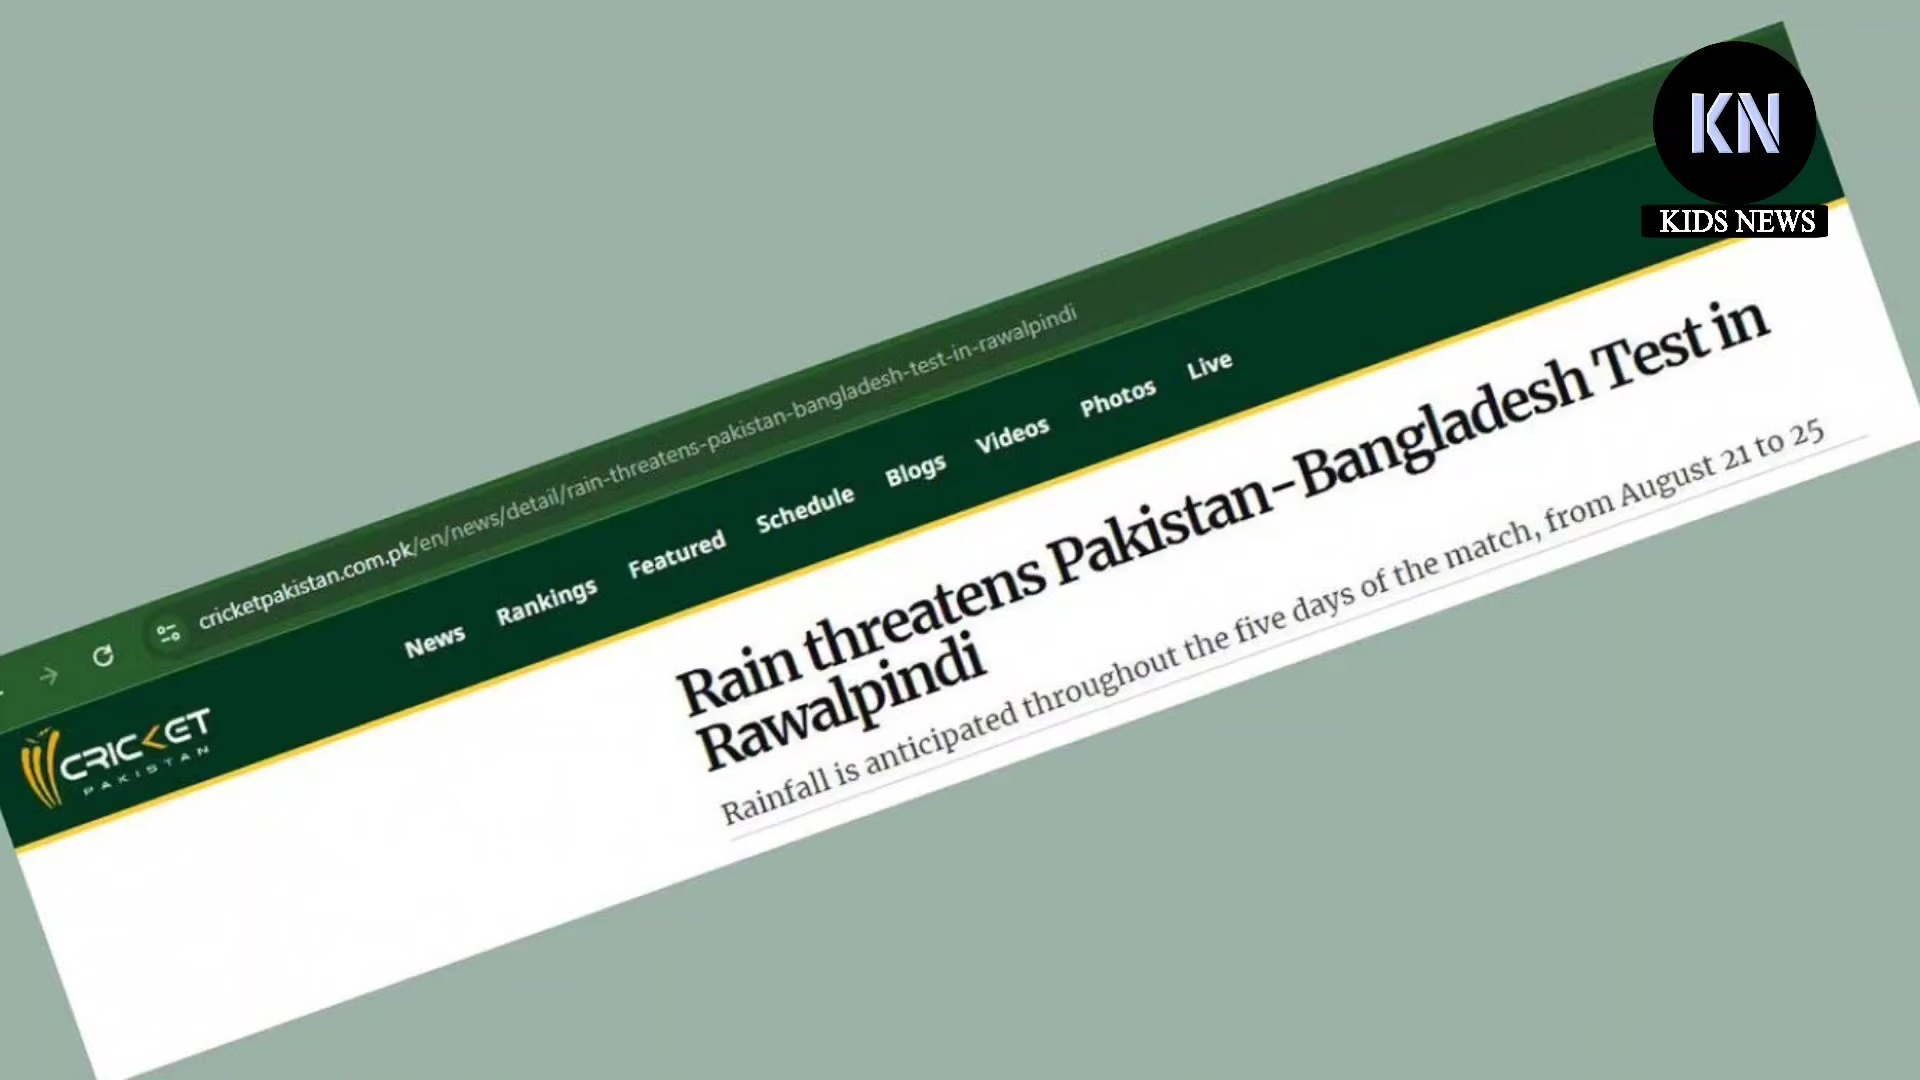 KN
KIDS NEWS
cricketpakistan.com.pk/en/news/detail/rain-threatens-pakistan-bangladesh-test-in-rawalpindi
CRICKET
PAKISTAN
News Rankings Featured Schedule Blogs Videos Photos Live
Rain threatens Pakistan-Bangladesh Test in
Rawalpindi
Rainfall is anticipated throughout the five days of the match, from August 21 to 25